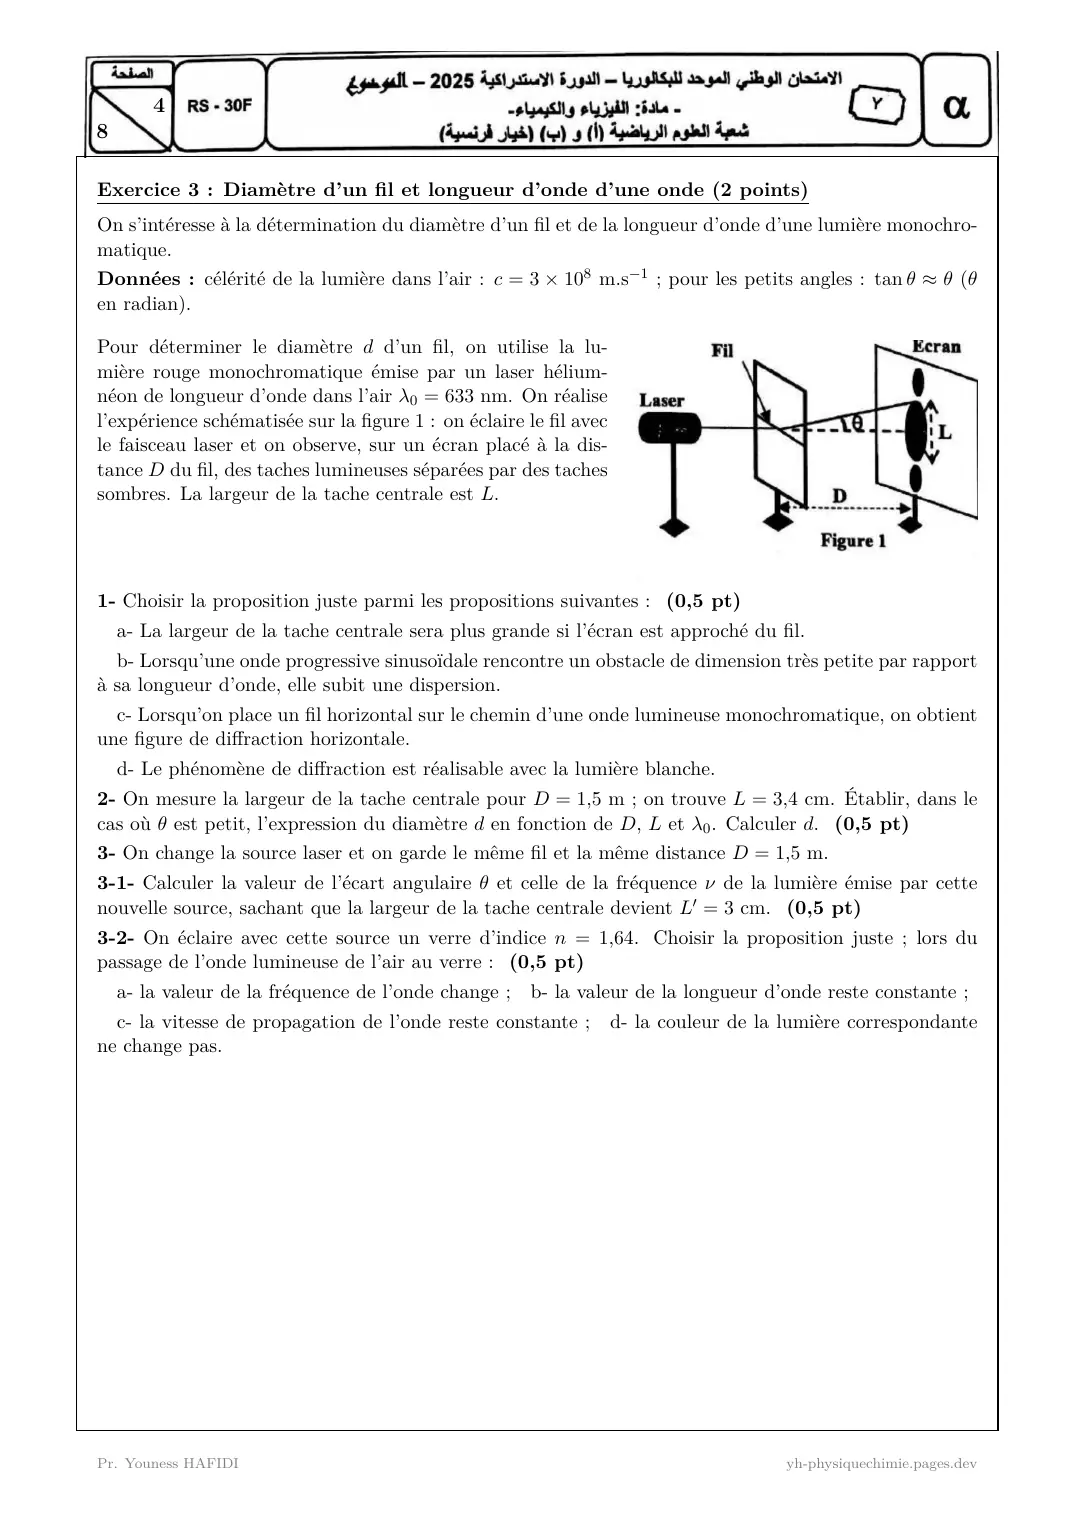 الصفحة
4
8
RS - 30F
الامتحان الوطني الموحد للبكالوريا – الدورة الاستدراكية 2025 – الموضوع
- مادة: الفيزياء والكيمياء-
شعبة العلوم الرياضية (أ) و (ب) (خيار فرنسية)
α
Exercice 3 : Diamètre d'un fil et longueur d'onde d'une onde (2 points)
On s'intéresse à la détermination du diamètre d'un fil et de la longueur d'onde d'une lumière monochro-
matique.
Données : célérité de la lumière dans l'air : c = 3 × 10⁸ m.s⁻¹ ; pour les petits angles : tan θ ≈ θ (θ
en radian).
Pour déterminer le diamètre d d'un fil, on utilise la lu-
mière rouge monochromatique émise par un laser hélium-
néon de longueur d'onde dans l'air λ₀ = 633 nm. On réalise
l'expérience schématisée sur la figure 1 : on éclaire le fil avec
le faisceau laser et on observe, sur un écran placé à la dis-
tance D du fil, des taches lumineuses séparées par des taches
sombres. La largeur de la tache centrale est L.
Fil
Ecran
Laser
θ
L
D
Figure 1
1- Choisir la proposition juste parmi les propositions suivantes : (0,5 pt)
a- La largeur de la tache centrale sera plus grande si l'écran est approché du fil.
b- Lorsqu'une onde progressive sinusoïdale rencontre un obstacle de dimension très petite par rapport
à sa longueur d'onde, elle subit une dispersion.
c- Lorsqu'on place un fil horizontal sur le chemin d'une onde lumineuse monochromatique, on obtient
une figure de diffraction horizontale.
d- Le phénomène de diffraction est réalisable avec la lumière blanche.
2- On mesure la largeur de la tache centrale pour D = 1,5 m ; on trouve L = 3,4 cm. Établir, dans le
cas où θ est petit, l'expression du diamètre d en fonction de D, L et λ₀. Calculer d. (0,5 pt)
3- On change la source laser et on garde le même fil et la même distance D = 1,5 m.
3-1- Calculer la valeur de l'écart angulaire θ et celle de la fréquence ν de la lumière émise par cette
nouvelle source, sachant que la largeur de la tache centrale devient L′ = 3 cm. (0,5 pt)
3-2- On éclaire avec cette source un verre d'indice n = 1,64. Choisir la proposition juste ; lors du
passage de l'onde lumineuse de l'air au verre : (0,5 pt)
a- la valeur de la fréquence de l'onde change ; b- la valeur de la longueur d'onde reste constante ;
c- la vitesse de propagation de l'onde reste constante ; d- la couleur de la lumière correspondante
ne change pas.
Pr. Youness HAFIDI
yh-physiquechimie.pages.dev